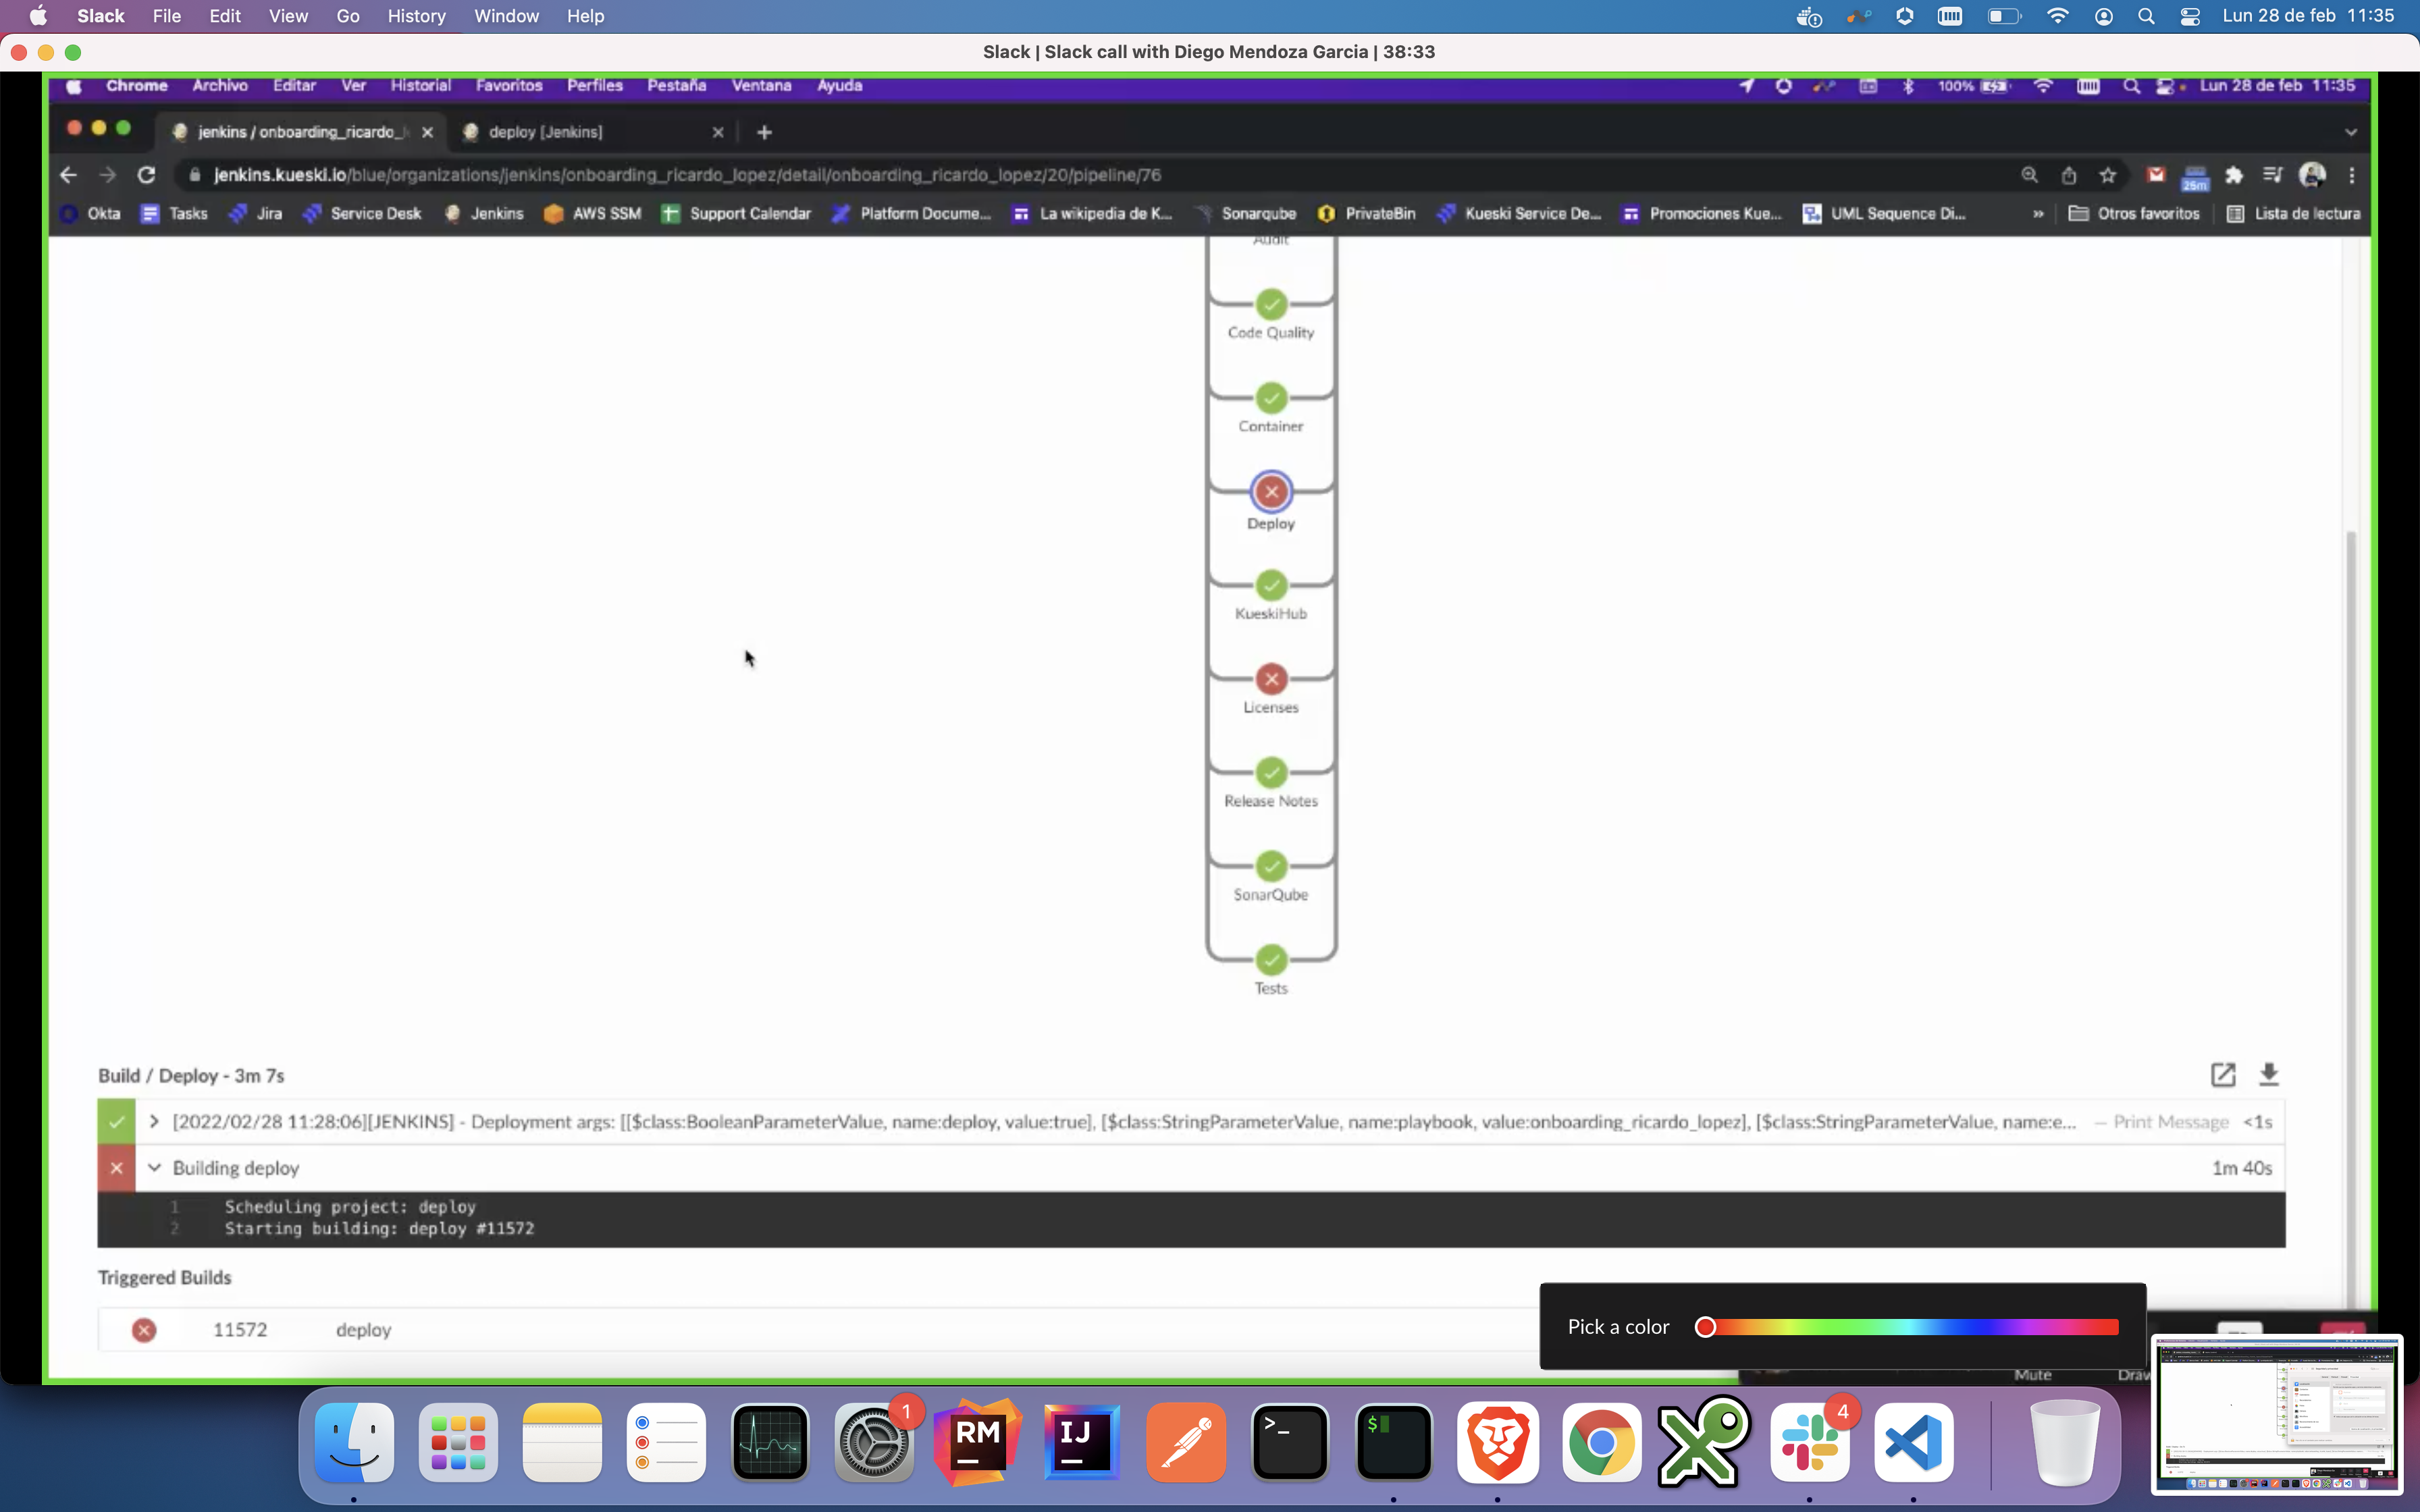 Slack File Edit View Go History Window Help Lun 28 de feb 11:35
Slack | Slack call with Diego Mendoza Garcia | 38:33
Chrome Archivo Editar Ver Historial Favoritos Perfiles Pestaña Ventana Ayuda 100% Lun 28 de feb 11:35
jenkins / onboarding_ricardo_l deploy [Jenkins]
jenkins.kueski.io/blue/organizations/jenkins/onboarding_ricardo_lopez/detail/onboarding_ricardo_lopez/20/pipeline/76
25m
Okta Tasks Jira Service Desk Jenkins AWS SSM Support Calendar Platform Docume... La wikipedia de K... Sonarqube PrivateBin Kueski Service De... Promociones Kue... UML Sequence Di... » Otros favoritos Lista de lectura
Audit
Code Quality
Container
Deploy
KueskiHub
Licenses
Release Notes
SonarQube
Tests
Build / Deploy - 3m 7s
[2022/02/28 11:28:06][JENKINS] - Deployment args: [[$class:BooleanParameterValue, name:deploy, value:true], [$class:StringParameterValue, name:playbook, value:onboarding_ricardo_lopez], [$class:StringParameterValue, name:e... — Print Message <1s
Building deploy 1m 40s
1 Scheduling project: deploy
2 Starting building: deploy #11572
Triggered Builds
11572 deploy
Pick a color
Mute Draw
1
RM
IJ
>_
$
4